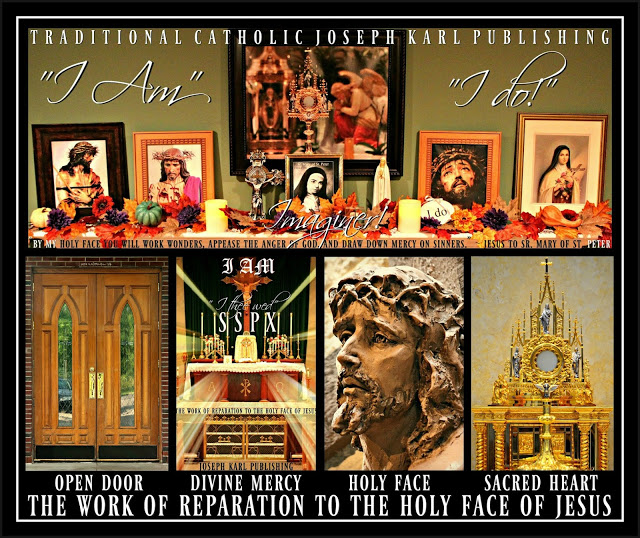 TRADITIONAL CATHOLIC JOSEPH KARL PUBLISHING
"I Am"
"I do!"
I do
Imaginer!
BY MY HOLY FACE YOU WILL WORK WONDERS, APPEASE THE ANGER OF GOD, AND DRAW DOWN MERCY ON SINNERS. JESUS TO SR. MARY OF ST. PETER
I AM
"I thee wed"
SSPX
THE WORK OF REPARATION TO THE HOLY FACE OF JESUS
JOSEPH KARL PUBLISHING
OPEN DOOR
DIVINE MERCY
HOLY FACE
SACRED HEART
THE WORK OF REPARATION TO THE HOLY FACE OF JESUS